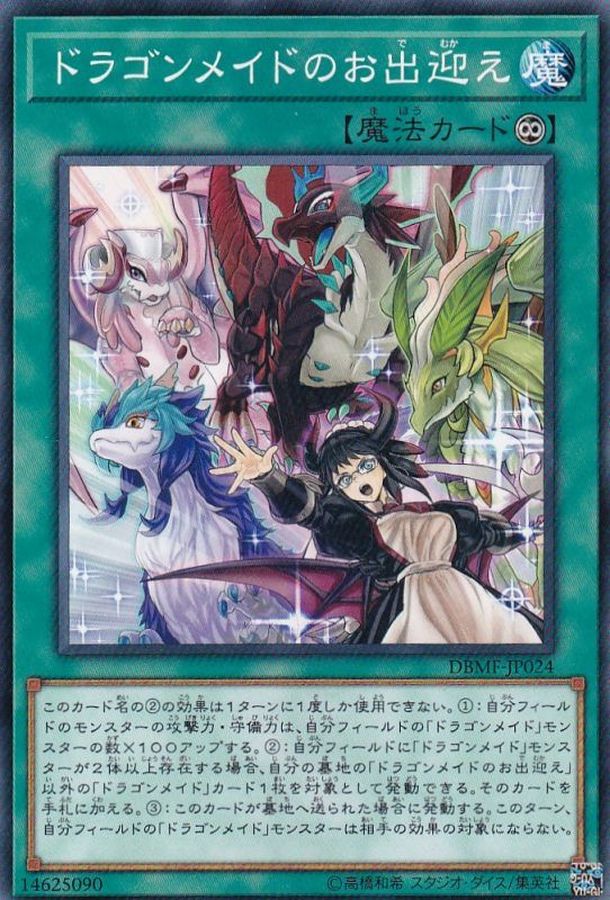 ドラゴンメイドのお出迎え 魔
【魔法カード】
DBMF-JP024
このカード名の②の効果は1ターンに1度しか使用できない。①:自分フィール
ドのモンスターの攻撃力・守備力は、自分フィールドの「ドラゴンメイド」モン
スターの数×100アップする。②:自分フィールドに「ドラゴンメイド」モンス
ターが2体以上存在する場合、自分の墓地の「ドラゴンメイドのお出迎え」
以外の「ドラゴンメイド」カード1枚を対象として発動できる。そのカードを
手札に加える。③:このカードが墓地へ送られた場合に発動する。このターン、
自分フィールドの「ドラゴンメイド」モンスターは相手の効果の対象にならない。
14625090 ©高橋和希 スタジオ・ダイス/集英社